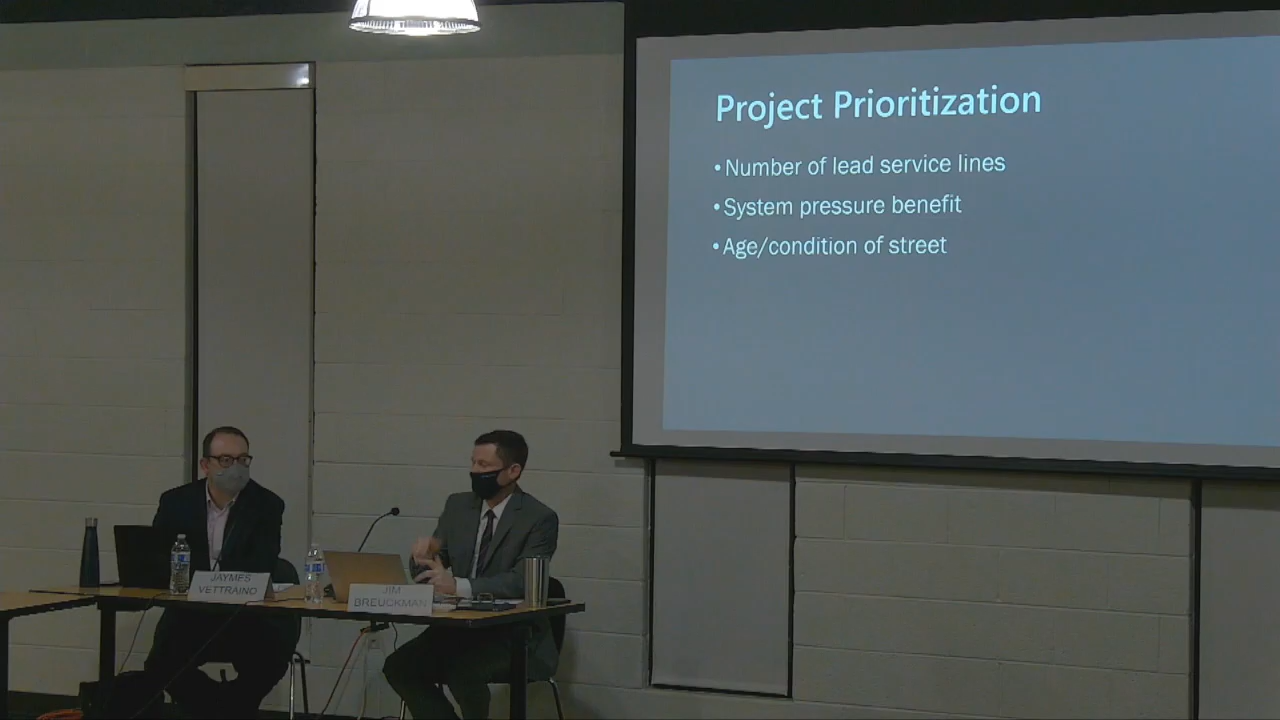 Project Prioritization
•Number of lead service lines
•System pressure benefit
•Age/condition of street
JAYMES
VETTRAINO
JIM
BREUCKMAN